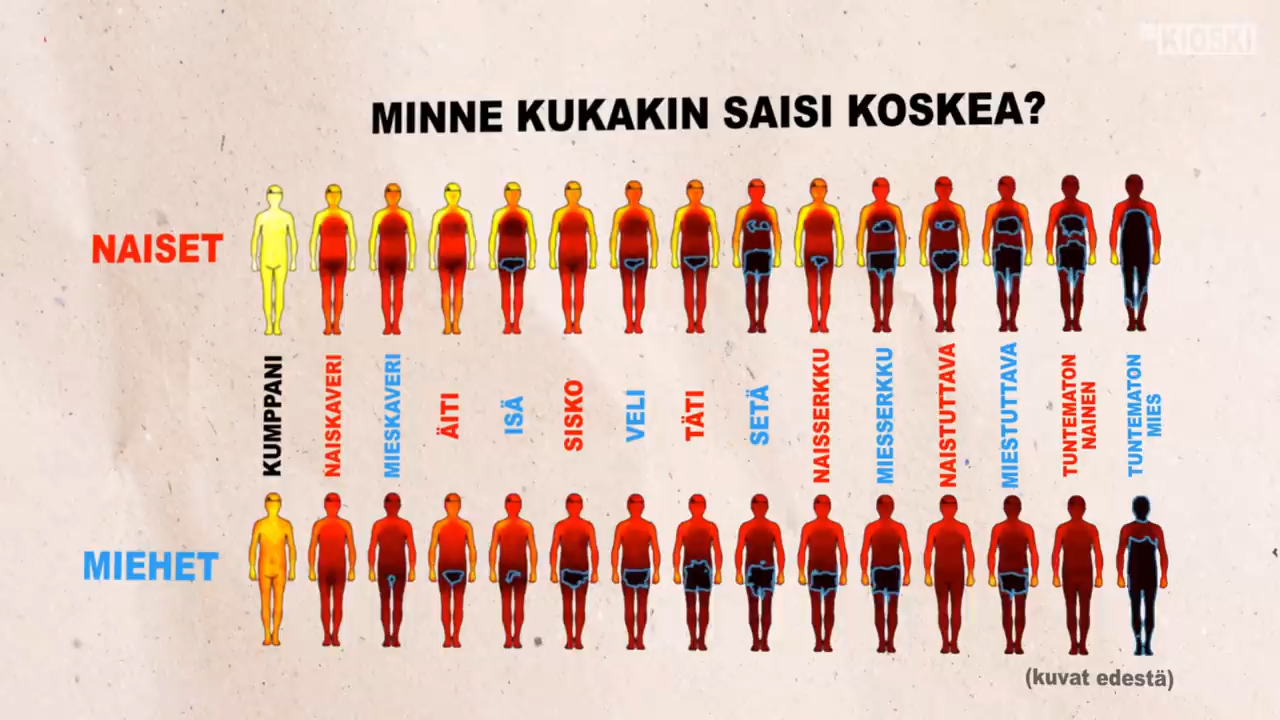 KIOSKI
MINNE KUKAKIN SAISI KOSKEA?
NAISET
KUMPPANI
NAISKAVERI
MIESKAVERI
ÄITI
ISÄ
SISKO
VELI
TÄTI
SETÄ
NAISSERKKU
MIESSERKKU
NAISTUTTAVA
MIESTUTTAVA
TUNTEMATON
NAINEN
TUNTEMATON
MIES
MIEHET
(kuvat edestä)